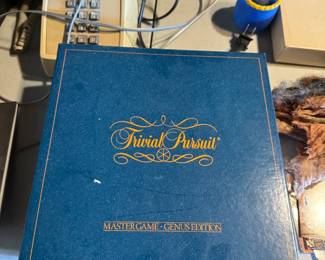 Trivial Pursuit
MASTER GAME - GENUS EDITION